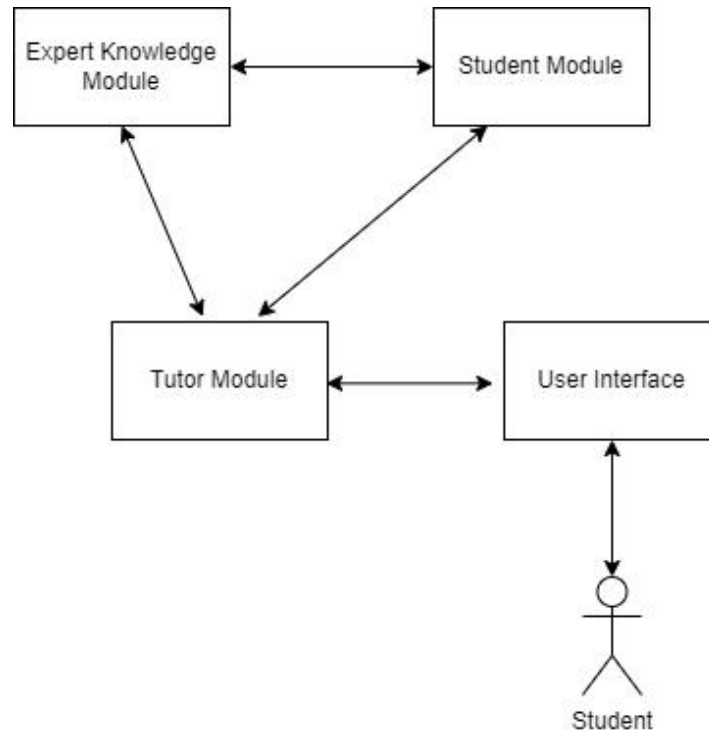 Expert Knowledge
Module
Student Module
Tutor Module
User Interface
Student